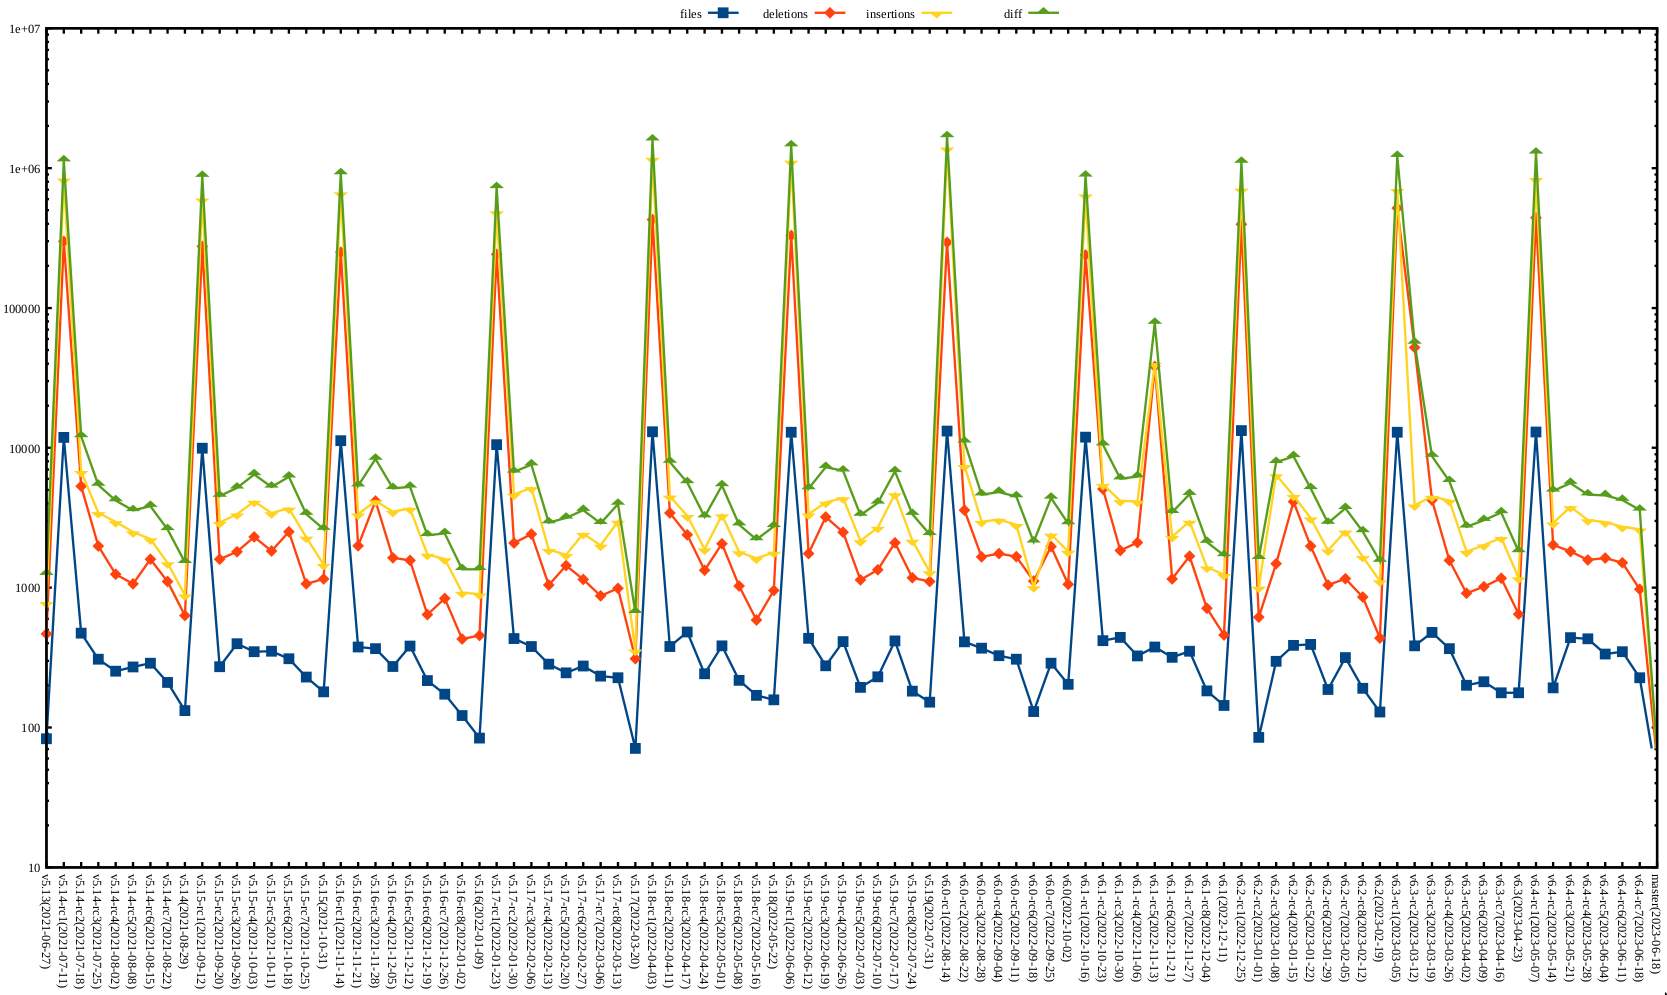 files
deletions
insertions
diff
1e+07
1e+06
100000
10000
1000
100
10
v5.13(2021-06-27)
v5.14-rc1(2021-07-11)
v5.14-rc2(2021-07-18)
v5.14-rc3(2021-07-25)
v5.14-rc4(2021-08-02)
v5.14-rc5(2021-08-08)
v5.14-rc6(2021-08-15)
v5.14-rc7(2021-08-22)
v5.14(2021-08-29)
v5.15-rc1(2021-09-12)
v5.15-rc2(2021-09-20)
v5.15-rc3(2021-09-26)
v5.15-rc4(2021-10-03)
v5.15-rc5(2021-10-11)
v5.15-rc6(2021-10-18)
v5.15-rc7(2021-10-25)
v5.15(2021-10-31)
v5.16-rc1(2021-11-14)
v5.16-rc2(2021-11-21)
v5.16-rc3(2021-11-28)
v5.16-rc4(2021-12-05)
v5.16-rc5(2021-12-12)
v5.16-rc6(2021-12-19)
v5.16-rc7(2021-12-26)
v5.16-rc8(2022-01-02)
v5.16(2022-01-09)
v5.17-rc1(2022-01-23)
v5.17-rc2(2022-01-30)
v5.17-rc3(2022-02-06)
v5.17-rc4(2022-02-13)
v5.17-rc5(2022-02-20)
v5.17-rc6(2022-02-27)
v5.17-rc7(2022-03-06)
v5.17-rc8(2022-03-13)
v5.17(2022-03-20)
v5.18-rc1(2022-04-03)
v5.18-rc2(2022-04-11)
v5.18-rc3(2022-04-17)
v5.18-rc4(2022-04-24)
v5.18-rc5(2022-05-01)
v5.18-rc6(2022-05-08)
v5.18-rc7(2022-05-16)
v5.18(2022-05-22)
v5.19-rc1(2022-06-06)
v5.19-rc2(2022-06-12)
v5.19-rc3(2022-06-19)
v5.19-rc4(2022-06-26)
v5.19-rc5(2022-07-03)
v5.19-rc6(2022-07-10)
v5.19-rc7(2022-07-17)
v5.19-rc8(2022-07-24)
v5.19(2022-07-31)
v6.0-rc1(2022-08-14)
v6.0-rc2(2022-08-22)
v6.0-rc3(2022-08-28)
v6.0-rc4(2022-09-04)
v6.0-rc5(2022-09-11)
v6.0-rc6(2022-09-18)
v6.0-rc7(2022-09-25)
v6.0(2022-10-02)
v6.1-rc1(2022-10-16)
v6.1-rc2(2022-10-23)
v6.1-rc3(2022-10-30)
v6.1-rc4(2022-11-06)
v6.1-rc5(2022-11-13)
v6.1-rc6(2022-11-21)
v6.1-rc7(2022-11-27)
v6.1-rc8(2022-12-04)
v6.1(2022-12-11)
v6.2-rc1(2022-12-25)
v6.2-rc2(2023-01-01)
v6.2-rc3(2023-01-08)
v6.2-rc4(2023-01-15)
v6.2-rc5(2023-01-22)
v6.2-rc6(2023-01-29)
v6.2-rc7(2023-02-05)
v6.2-rc8(2023-02-12)
v6.2(2023-02-19)
v6.3-rc1(2023-03-05)
v6.3-rc2(2023-03-12)
v6.3-rc3(2023-03-19)
v6.3-rc4(2023-03-26)
v6.3-rc5(2023-04-02)
v6.3-rc6(2023-04-09)
v6.3-rc7(2023-04-16)
v6.3(2023-04-23)
v6.4-rc1(2023-05-07)
v6.4-rc2(2023-05-14)
v6.4-rc3(2023-05-21)
v6.4-rc4(2023-05-28)
v6.4-rc5(2023-06-04)
v6.4-rc6(2023-06-11)
v6.4-rc7(2023-06-18)
master(2023-06-18)